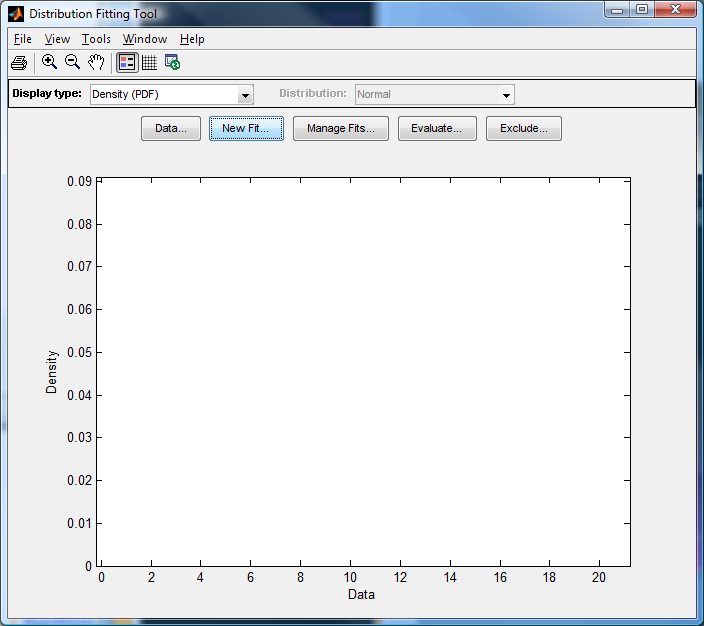 Distribution Fitting Tool
File View Tools Window Help
Display type: Density (PDF) Distribution: Normal
Data... New Fit... Manage Fits... Evaluate... Exclude...
0.09
0.08
0.07
0.06
0.05
0.04
0.03
0.02
0.01
0
Density
0 2 4 6 8 10 12 14 16 18 20
Data